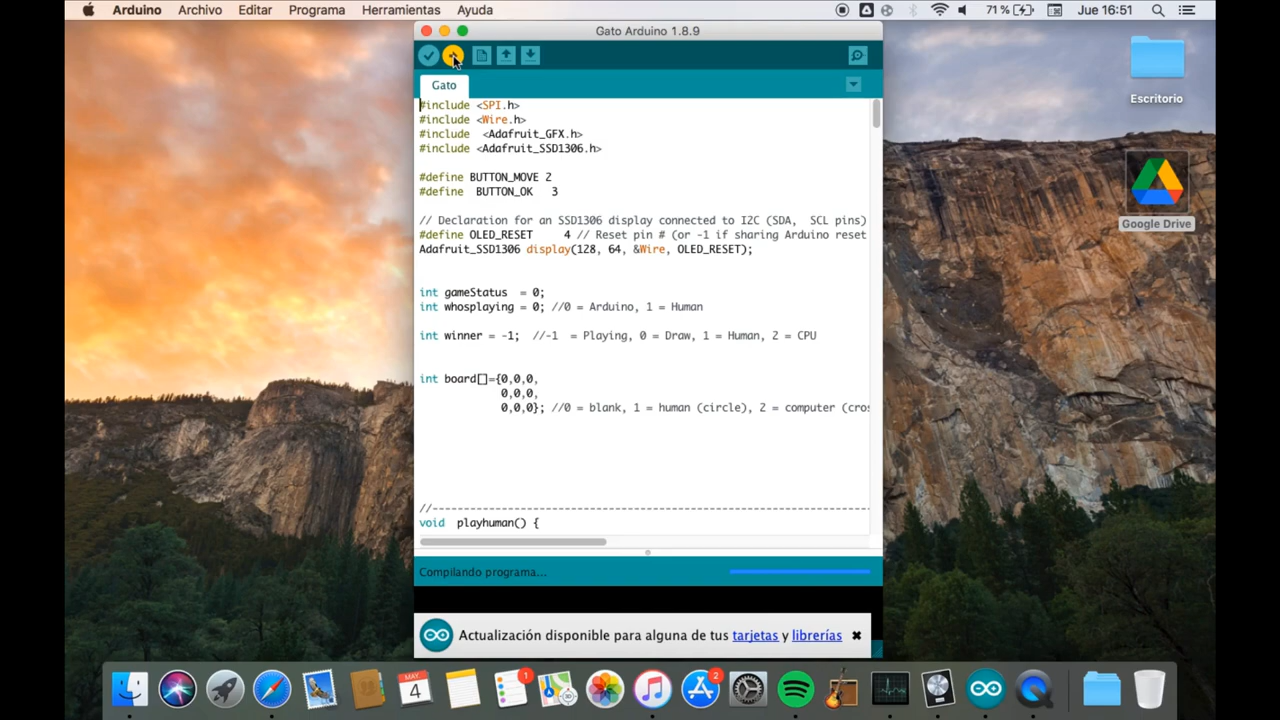 Arduino Archivo Editar Programa Herramientas Ayuda 71 % Jue 16:51
Gato Arduino 1.8.9
Gato
#include <SPI.h>
#include <Wire.h>
#include  <Adafruit_GFX.h>
#include <Adafruit_SSD1306.h>
#define BUTTON_MOVE 2
#define  BUTTON_OK   3
// Declaration for an SSD1306 display connected to I2C (SDA,  SCL pins)
#define OLED_RESET     4 // Reset pin # (or -1 if sharing Arduino reset
Adafruit_SSD1306 display(128, 64, &Wire, OLED_RESET);
int gameStatus  = 0;
int whosplaying = 0; //0 = Arduino, 1 = Human
int winner = -1;  //-1  = Playing, 0 = Draw, 1 = Human, 2 = CPU
int board[]={0,0,0,
0,0,0,
0,0,0}; //0 = blank, 1 = human (circle), 2 = computer (cros
//----------------------------------------------------------------------
void  playhuman() {
Compilando programa...
Actualización disponible para alguna de tus tarjetas y librerías
Escritorio
Google Drive
MAY
4
1
2